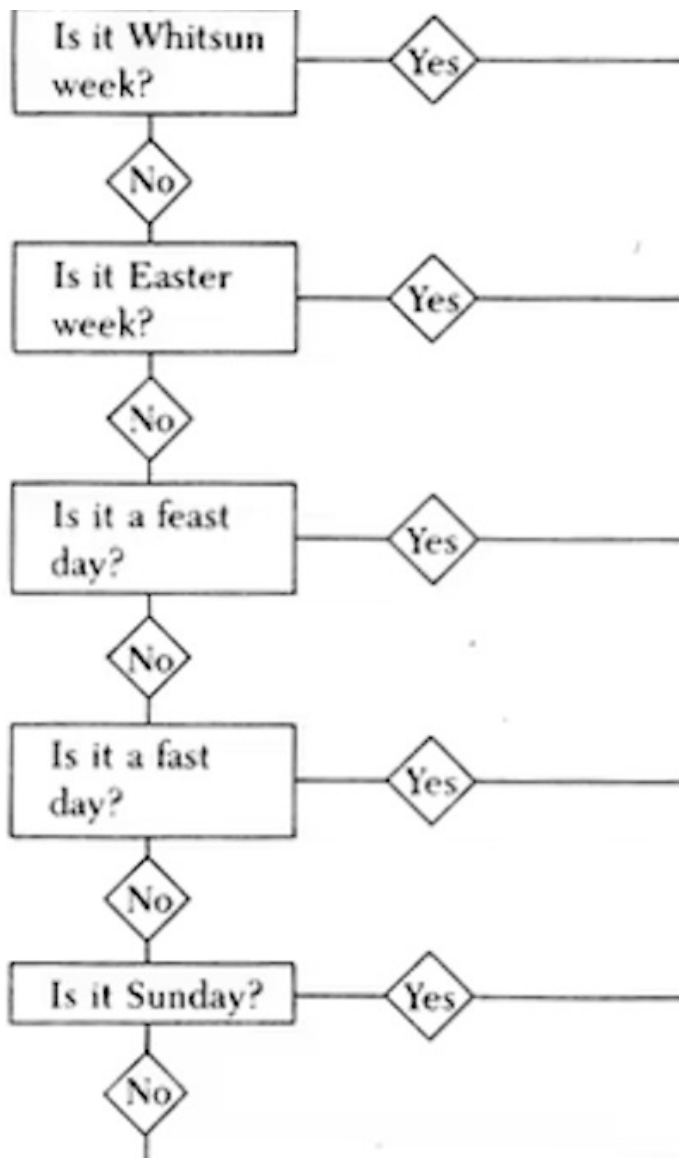 Is it Whitsun
week?
Yes
No
Is it Easter
week?
Yes
No
Is it a feast
day?
Yes
No
Is it a fast
day?
Yes
No
Is it Sunday?
Yes
No